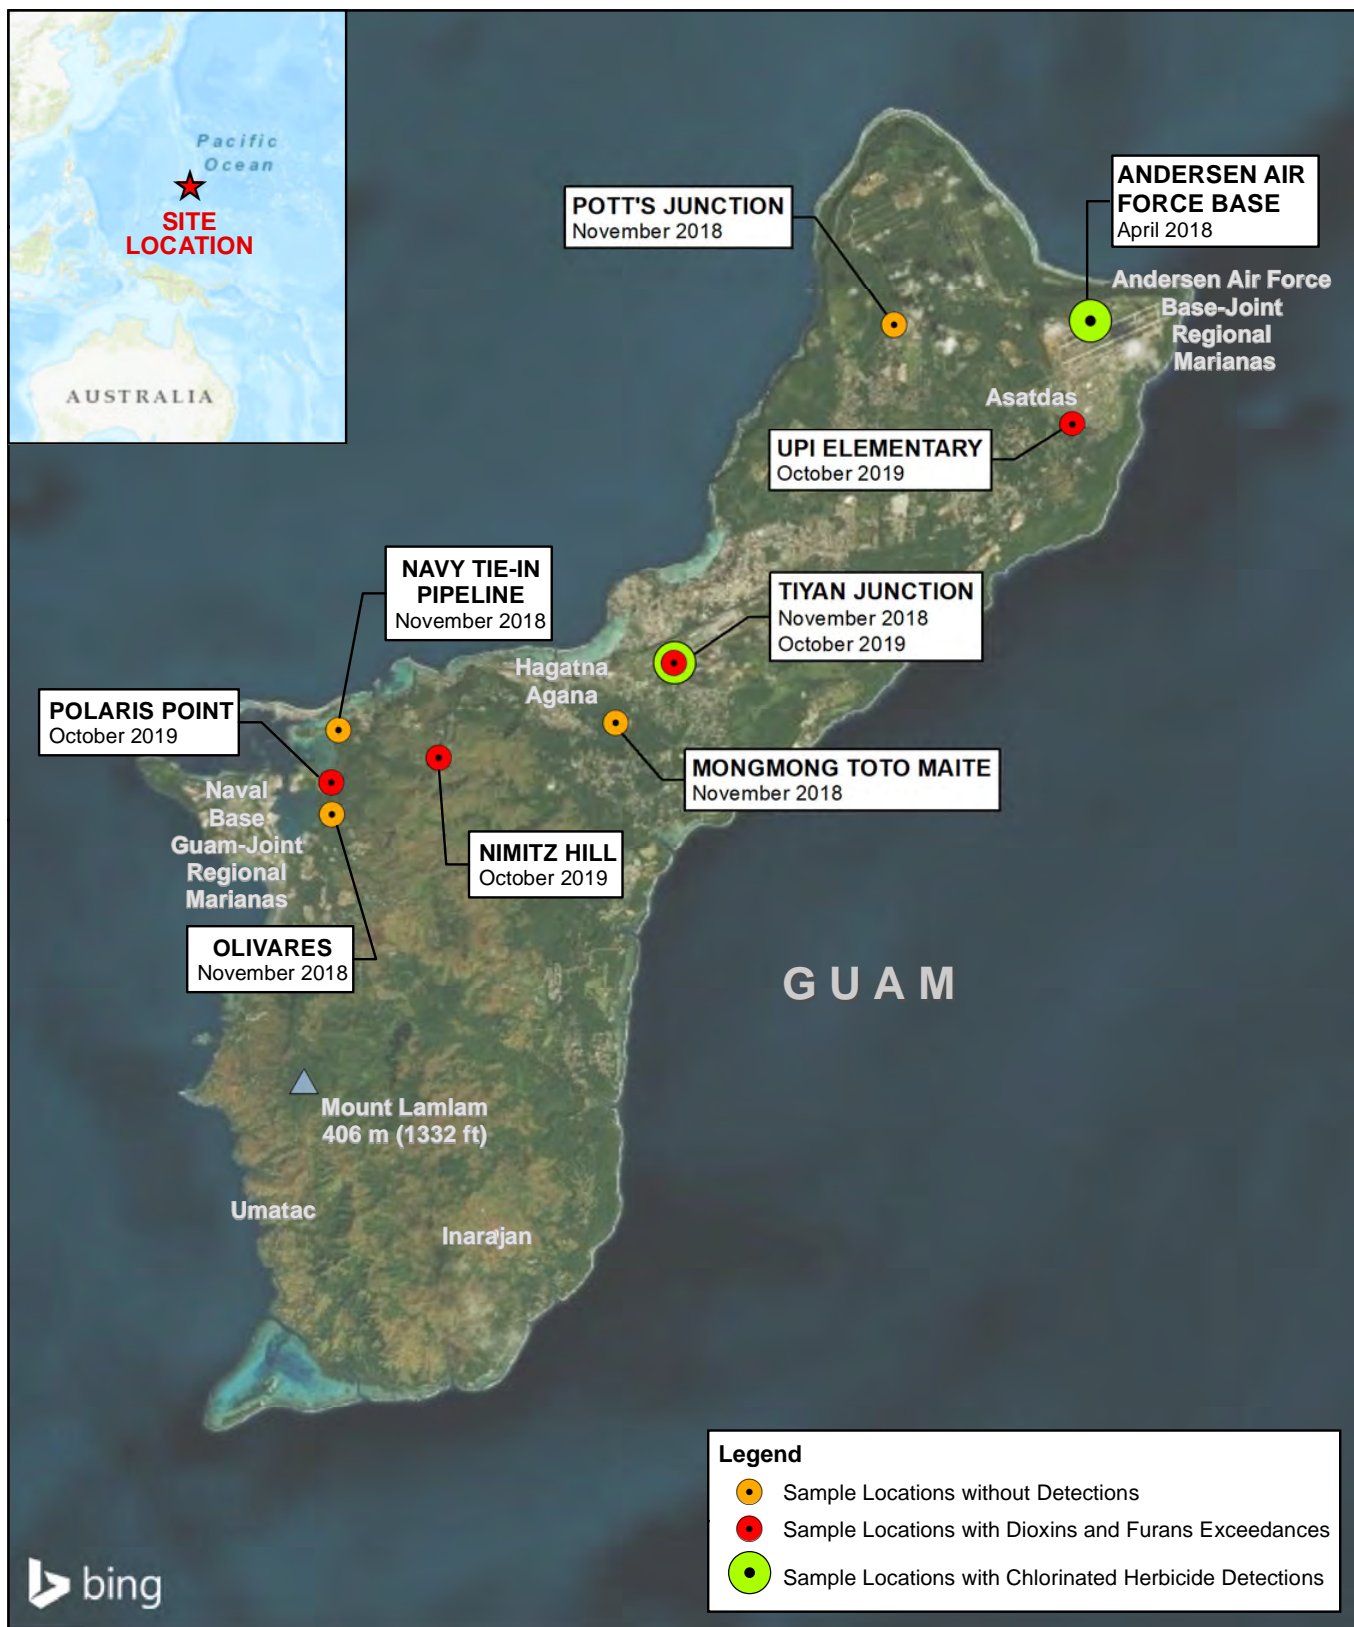 Pacific
Ocean
SITE
LOCATION
AUSTRALIA
POTT'S JUNCTION
November 2018
ANDERSEN AIR
FORCE BASE
April 2018
Andersen Air Force
Base-Joint
Regional
Marianas
Asatdas
UPI ELEMENTARY
October 2019
NAVY TIE-IN
PIPELINE
November 2018
TIYAN JUNCTION
November 2018
October 2019
Hagatna
Agana
POLARIS POINT
October 2019
MONGMONG TOTO MAITE
November 2018
Naval
Base
Guam-Joint
Regional
Marianas
NIMITZ HILL
October 2019
OLIVARES
November 2018
GUAM
Mount Lamlam
406 m (1332 ft)
Umatac
Inarajan
Legend
Sample Locations without Detections
Sample Locations with Dioxins and Furans Exceedances
Sample Locations with Chlorinated Herbicide Detections
bing